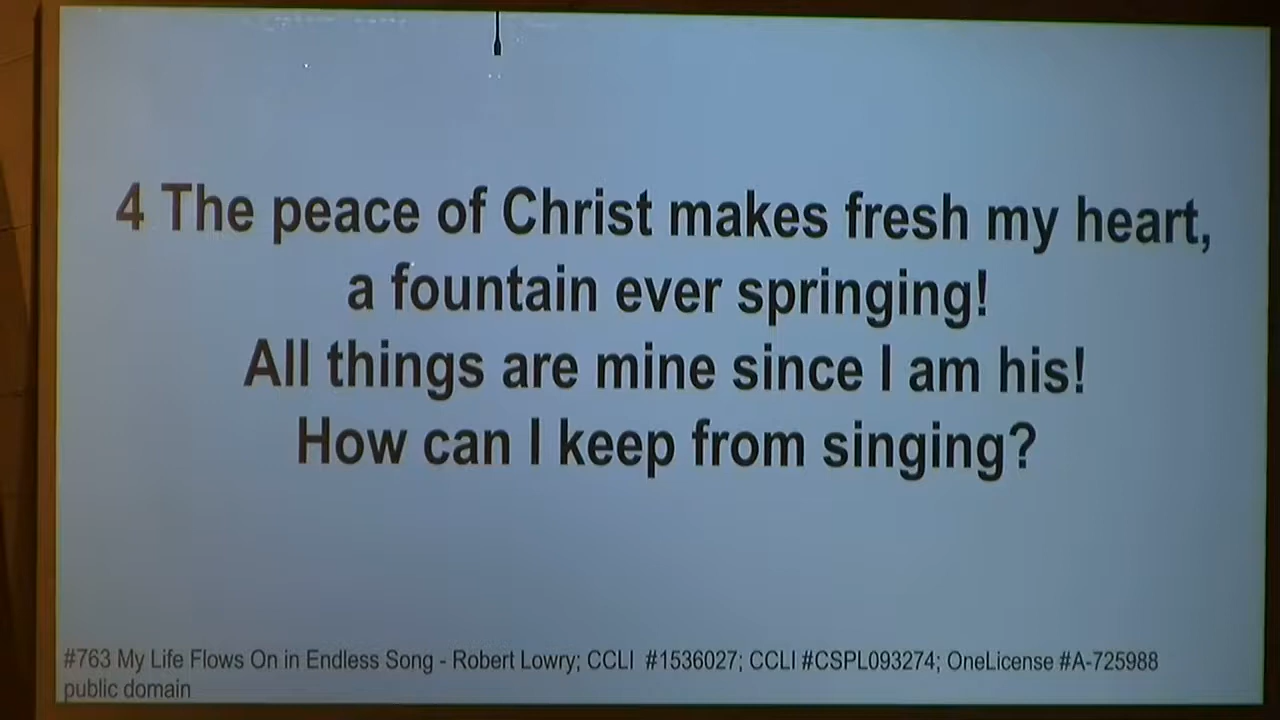 4 The peace of Christ makes fresh my heart,
a fountain ever springing!
All things are mine since I am his!
How can I keep from singing?
#763 My Life Flows On in Endless Song - Robert Lowry; CCLI #1536027; CCLI #CSPL093274; OneLicense #A-725988
public domain